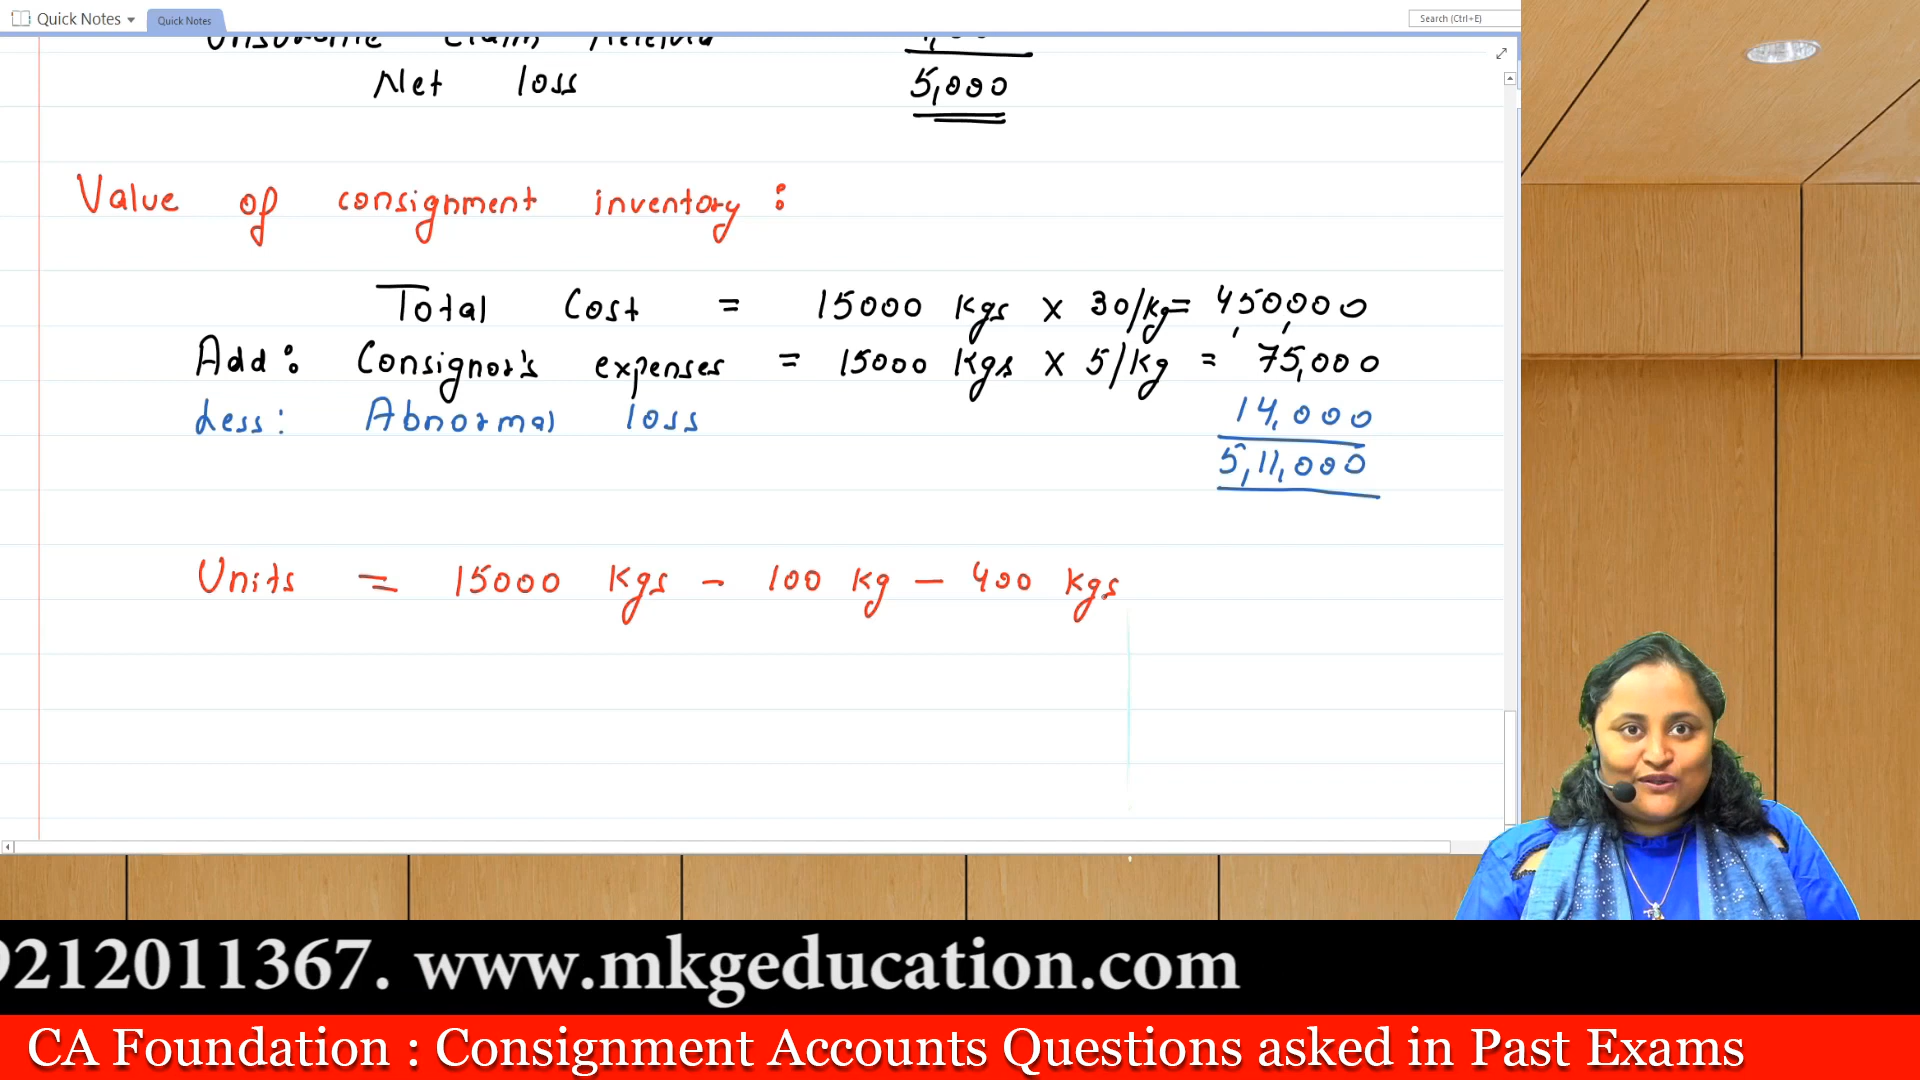 Quick Notes
Quick Notes
Search (Ctrl+E)
Net loss 5,000
Value of consignment inventory :
Total Cost = 15000 Kgs x 30/kg = 4,50,000
Add: Consignor's expenses = 15000 Kgs x 5/kg = 75,000
Less: Abnormal loss 14,000
5,11,000
Units = 15000 Kgs - 100 kg - 400 Kgs
9212011367. www.mkgeducation.com
CA Foundation : Consignment Accounts Questions asked in Past Exams